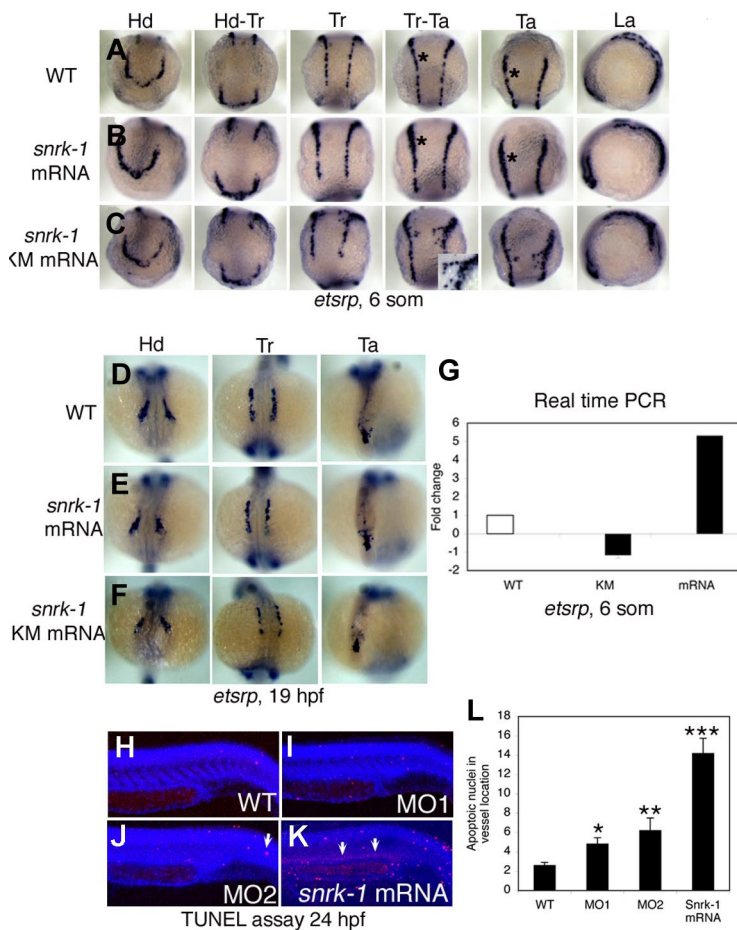 Hd Hd-Tr Tr Tr-Ta Ta La
A
WT
*
*
B
snrk-1
mRNA
*
*
C
snrk-1
KM mRNA
etsrp, 6 som
Hd Tr Ta
D
WT
E
snrk-1
mRNA
F
snrk-1
KM mRNA
etsrp, 19 hpf
G
Real time PCR
Fold change
6
5
4
3
2
1
0
-1
-2
WT KM mRNA
etsrp, 6 som
H WT
I MO1
J MO2
K snrk-1 mRNA
TUNEL assay 24 hpf
L
Apoptoic nuclei in
vessel location
18
16
14
12
10
8
6
4
2
0
* ** ***
WT MO1 MO2 Snrk-1
mRNA